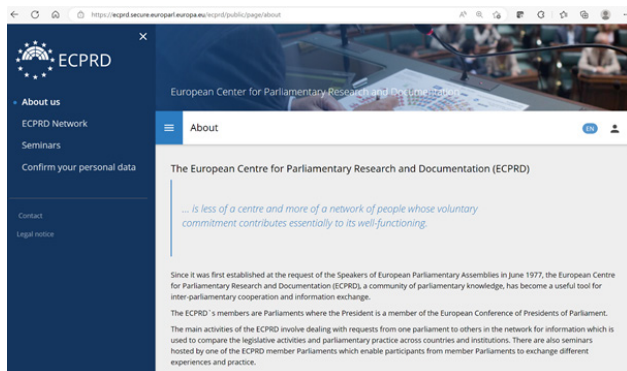 https://ecprd.secure.europarl.europa.eu/ecprd/public/page/about
ECPRD
About us
ECPRD Network
Seminars
Confirm your personal data
Contact
Legal notice
European Center for Parliamentary Research and Documentation
About
EN
The European Centre for Parliamentary Research and Documentation (ECPRD)
... is less of a centre and more of a network of people whose voluntary
commitment contributes essentially to its well-functioning.
Since it was first established at the request of the Speakers of European Parliamentary Assemblies in June 1977, the European Centre
for Parliamentary Research and Documentation (ECPRD), a community of parliamentary knowledge, has become a useful tool for
inter-parliamentary cooperation and information exchange.
The ECPRD`s members are Parliaments where the President is a member of the European Conference of Presidents of Parliament.
The main activities of the ECPRD involve dealing with requests from one parliament to others in the network for information which is
used to compare the legislative activities and parliamentary practice across countries and institutions. There are also seminars
hosted by one of the ECPRD member Parliaments which enable participants from member Parliaments to exchange different
experiences and practice.